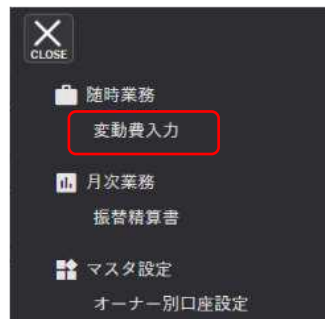 CLOSE
随時業務
変動費入力
月次業務
振替精算書
マスタ設定
オーナー別口座設定